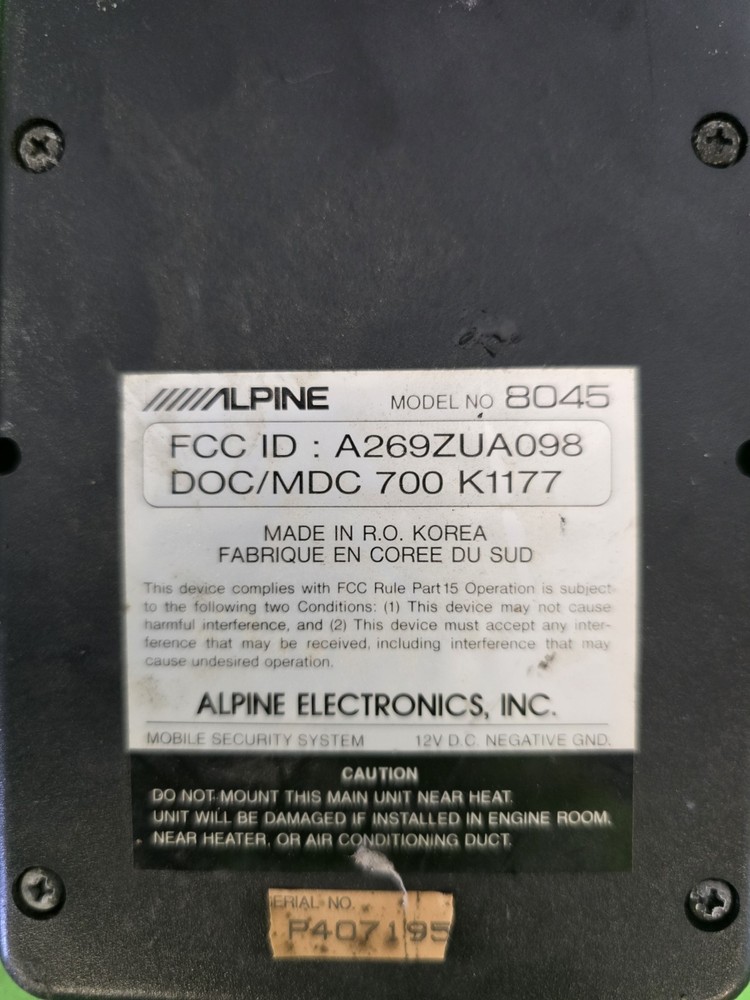 ALPINE MODEL NO 8045
FCC ID : A269ZUA098
DOC/MDC 700 K1177
MADE IN R.O. KOREA
FABRIQUE EN COREE DU SUD
This device complies with FCC Rule Part 15 Operation is subject
to the following two Conditions: (1) This device may not cause
harmful interference, and (2) This device must accept any inter-
ference that may be received, including interference that may
cause undesired operation.
ALPINE ELECTRONICS, INC.
MOBILE SECURITY SYSTEM 12V D.C. NEGATIVE GND.
CAUTION
DO NOT MOUNT THIS MAIN UNIT NEAR HEAT.
UNIT WILL BE DAMAGED IF INSTALLED IN ENGINE ROOM,
NEAR HEATER, OR AIR CONDITIONING DUCT.
ERIAL NO.
P407195